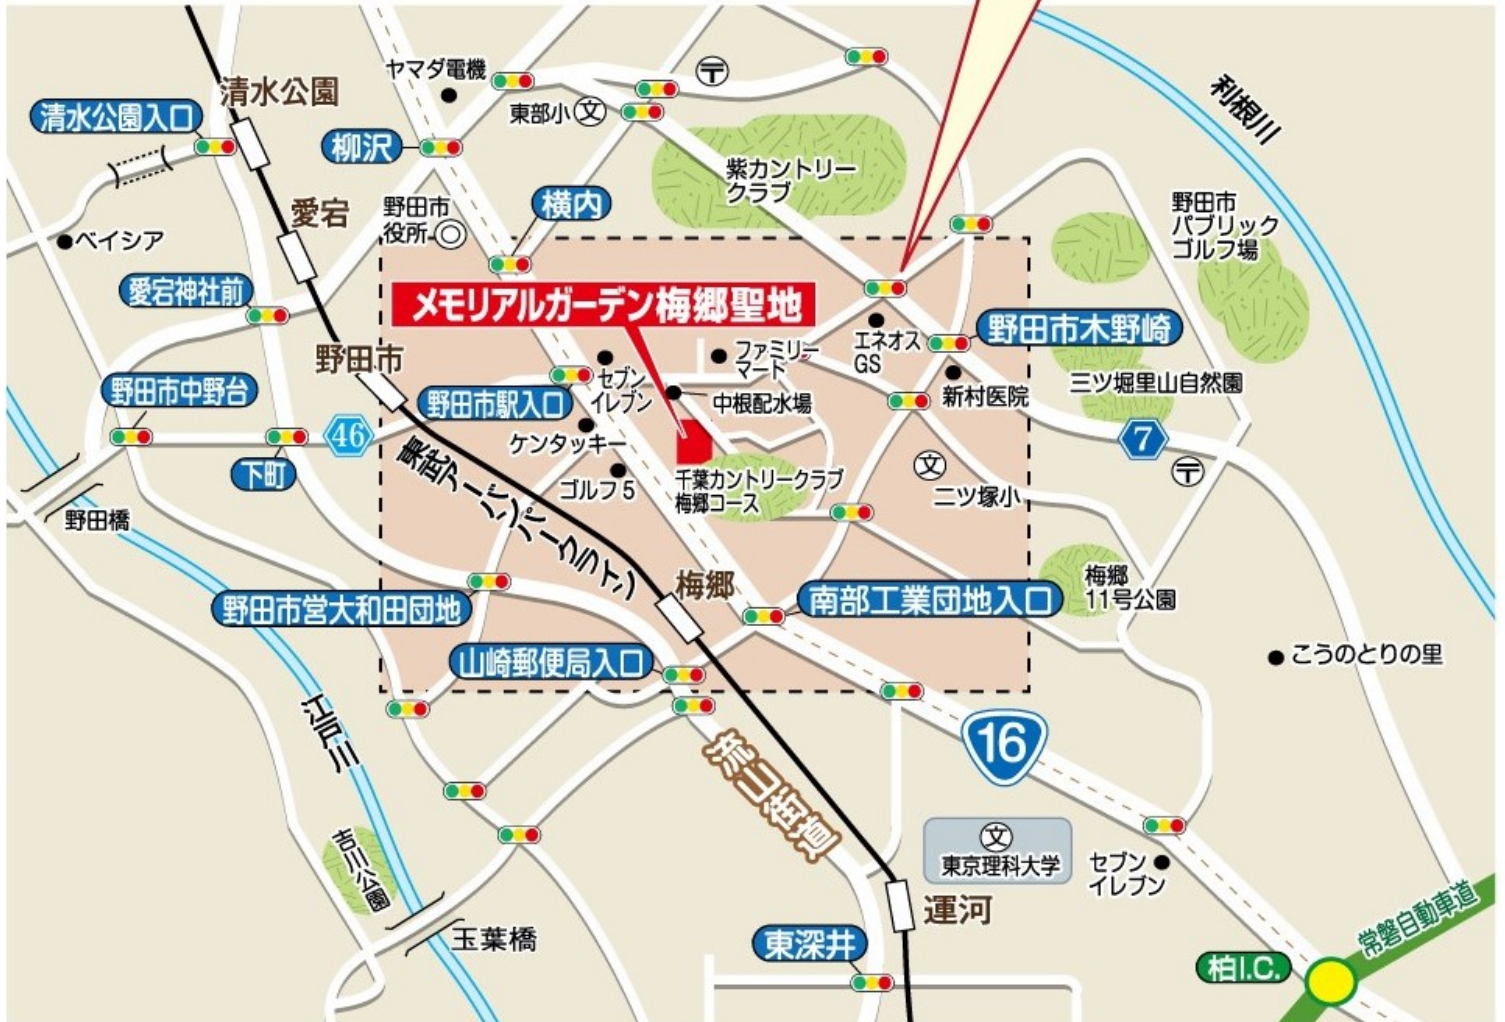 清水公園
清水公園入口
ヤマダ電機
東部小
文
〒
柳沢
利根川
紫カントリー
クラブ
野田市
パブリック
ゴルフ場
愛宕
野田市
役所
横内
ベイシア
愛宕神社前
メモリアルガーデン梅郷聖地
エネオス
GS
野田市木野崎
野田市
セブン
イレブン
ファミリー
マート
新村医院
三ツ堀里山自然園
野田市中野台
野田市駅入口
中根配水場
46
ケンタッキー
7
下町
東武アーバンパークライン
ゴルフ5
千葉カントリークラブ
梅郷コース
文
二ツ塚小
〒
野田橋
梅郷
梅郷
11号公園
野田市営大和田団地
南部工業団地入口
山崎郵便局入口
こうのとりの里
江戸川
流山街道
16
吉川公園
文
東京理科大学
セブン
イレブン
運河
玉葉橋
東深井
常磐自動車道
柏I.C.